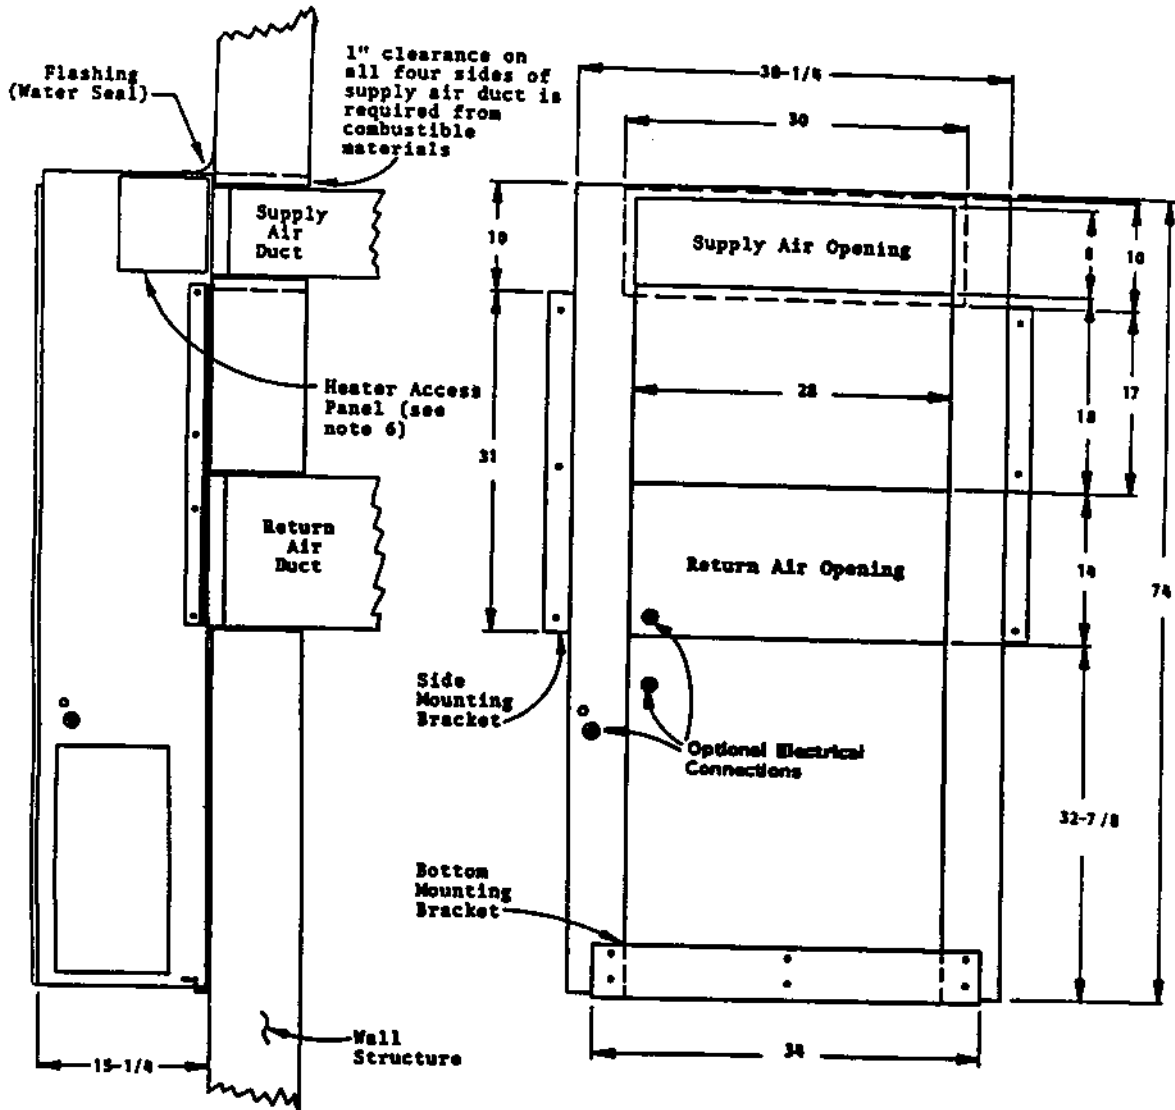 Flashing
(Water Seal)
1" clearance on
all four sides of
supply air duct is
required from
combustible
materials
Supply
Air
Duct
Heater Access
Panel (see
note 6)
Return
Air
Duct
Wall
Structure
15-1/4
38-1/4
30
10
Supply Air Opening
8
10
28
18
17
31
Return Air Opening
14
74
Side
Mounting
Bracket
Optional Electrical
Connections
32-7/8
Bottom
Mounting
Bracket
34